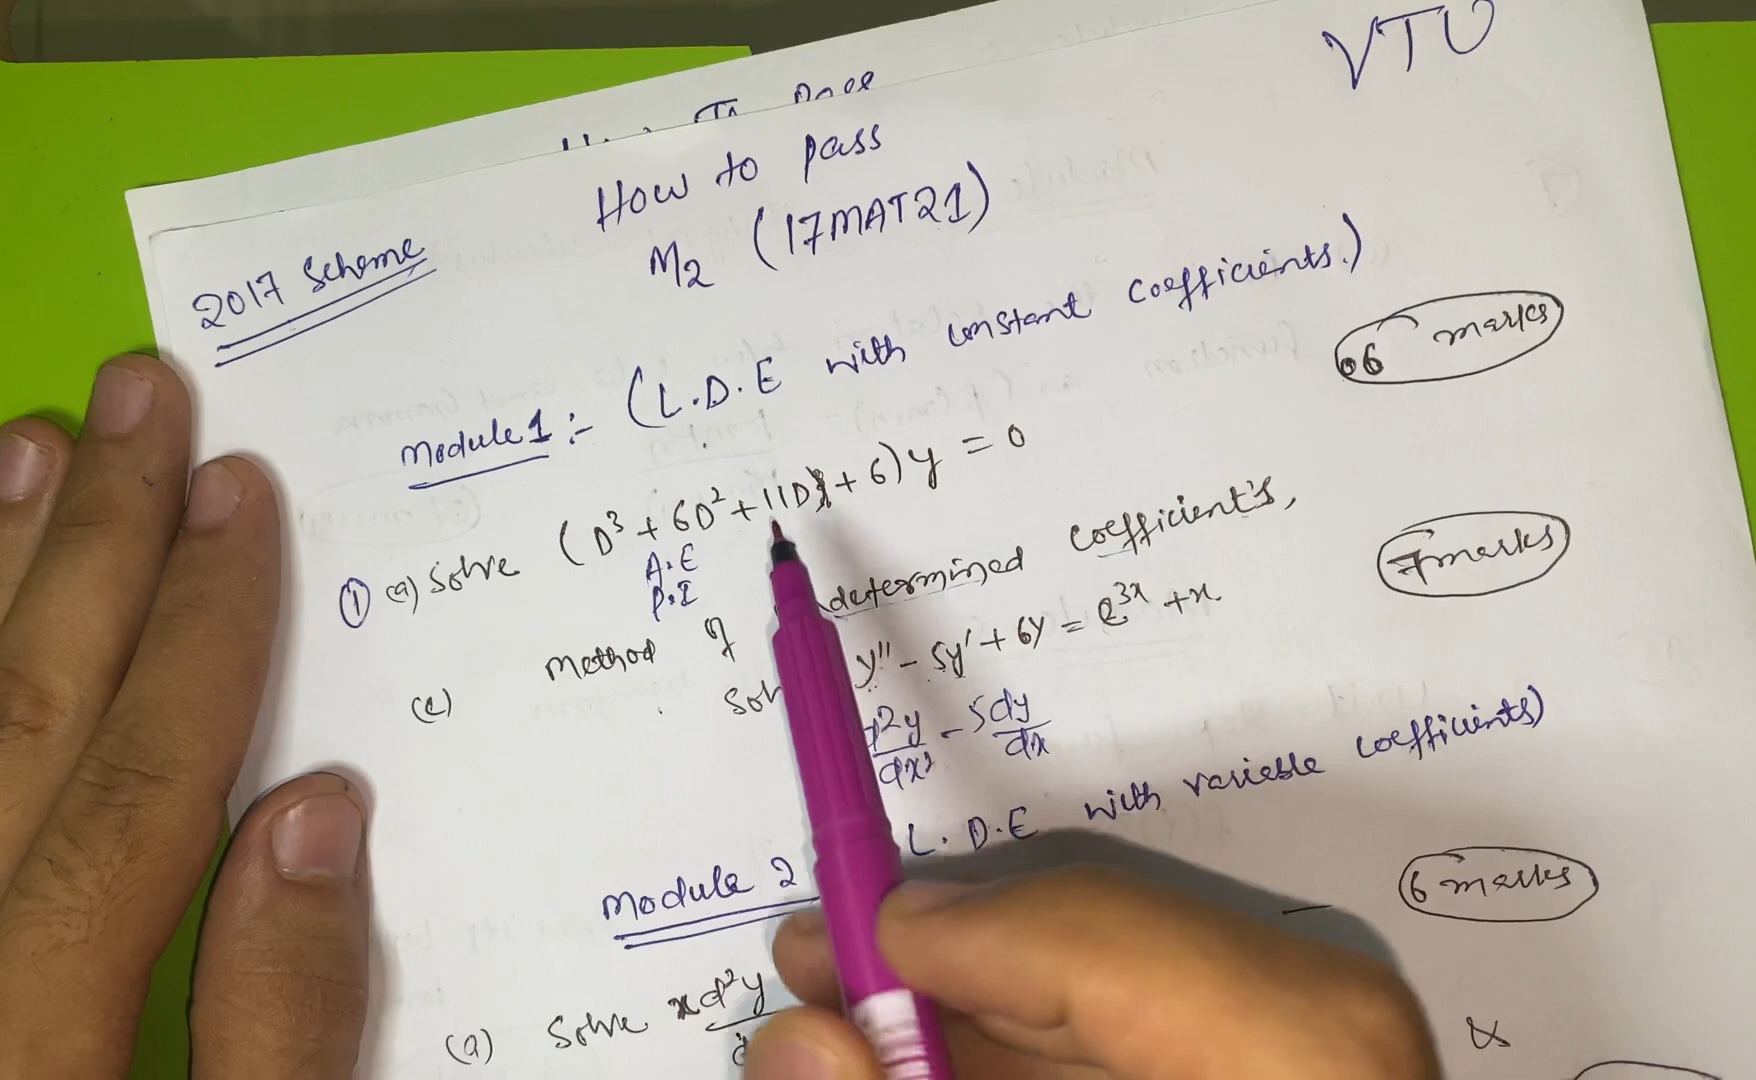 VTU
How to pass
M2 (17MAT21)
2017 Scheme
Module 1 :- (L.D.E with constant coefficients.)
06 marks
① (a) Solve (D³ + 6D² + 11D + 6) y = 0
A.E
P.I
Method of determined coefficient's,
7 marks
(c) y'' - 5y' + 6y = e^3x + x
d²y/dx² - 5dy/dx
Module 2 L.D.E with variable coefficients)
6 marks
(a) Solve x d²y